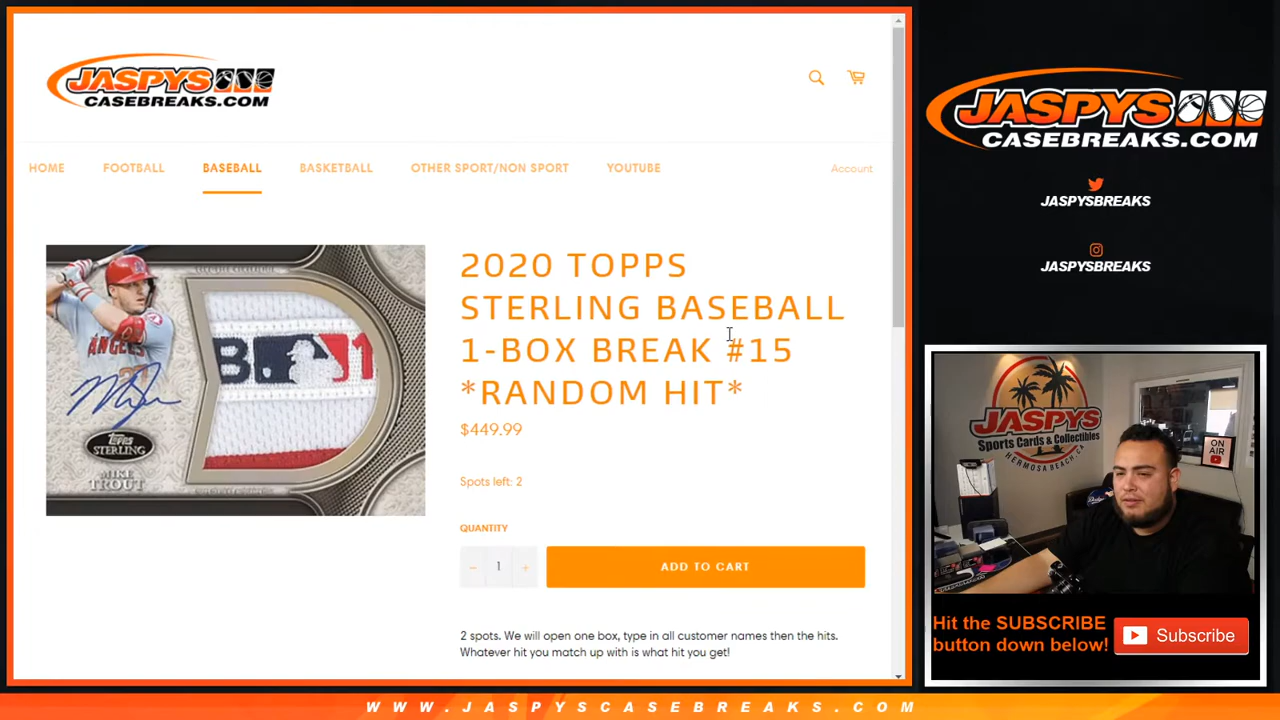 JASPYS
CASEBREAKS.COM
HOME
FOOTBALL
BASEBALL
BASKETBALL
OTHER SPORT/NON SPORT
YOUTUBE
Account
ANGELS
TOPPS
STERLING
MIKE
TROUT
2020 TOPPS
STERLING BASEBALL
1-BOX BREAK #15
*RANDOM HIT*
$449.99
Spots left: 2
QUANTITY
− 1 +
ADD TO CART
2 spots. We will open one box, type in all customer names then the hits.
Whatever hit you match up with is what hit you get!
JASPYS
CASEBREAKS.COM
JASPYSBREAKS
JASPYSBREAKS
JASPYS
Sports Cards & Collectibles
HERMOSA BEACH, CA
ON
AIR
Hit the SUBSCRIBE
button down below!
Subscribe
WWW.JASPYSCASEBREAKS.COM